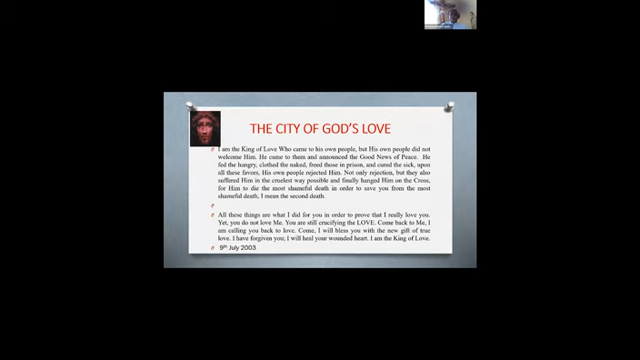 THE CITY OF GOD'S LOVE
I am the King of Love Who came to his own people, but His own people did not
welcome Him. He came to them and announced the Good News of Peace. He
fed the hungry, clothed the naked, freed those in prison, and cured the sick, upon
all these favors, His own people rejected Him. Not only rejection, but they also
suffered Him in the cruelest way possible and finally hanged Him on the Cross,
for Him to die the most shameful death in order to save you from the most
shameful death, I mean the second death.
All these things are what I did for you in order to prove that I really love you.
Yet, you do not love Me. You are still crucifying the LOVE. Come back to Me, I
am calling you back to love. Come, I will bless you with the new gift of true
love. I have forgiven you; I will heal your wounded heart. I am the King of Love.
9th July 2003